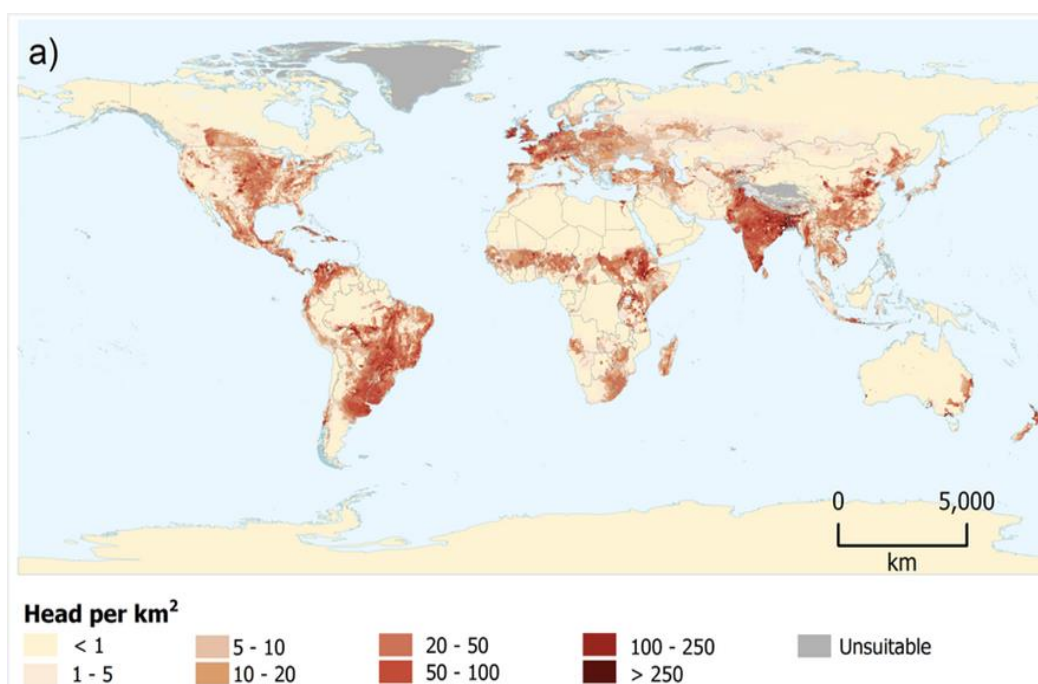 a)
0 5,000
km
Head per km²
< 1 5 - 10 20 - 50 100 - 250 Unsuitable
1 - 5 10 - 20 50 - 100 > 250